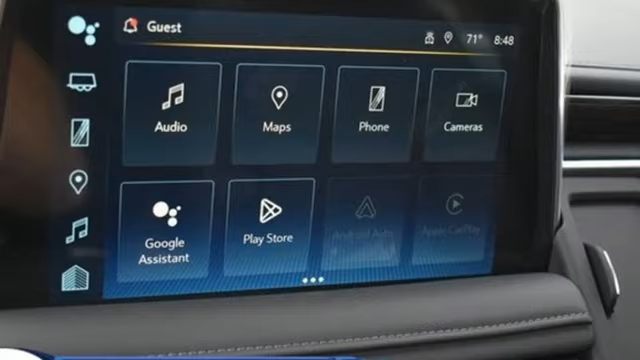 Guest
71° 8:48
Audio
Maps
Phone
Cameras
Google
Assistant
Play Store
Android Auto
Apple CarPlay